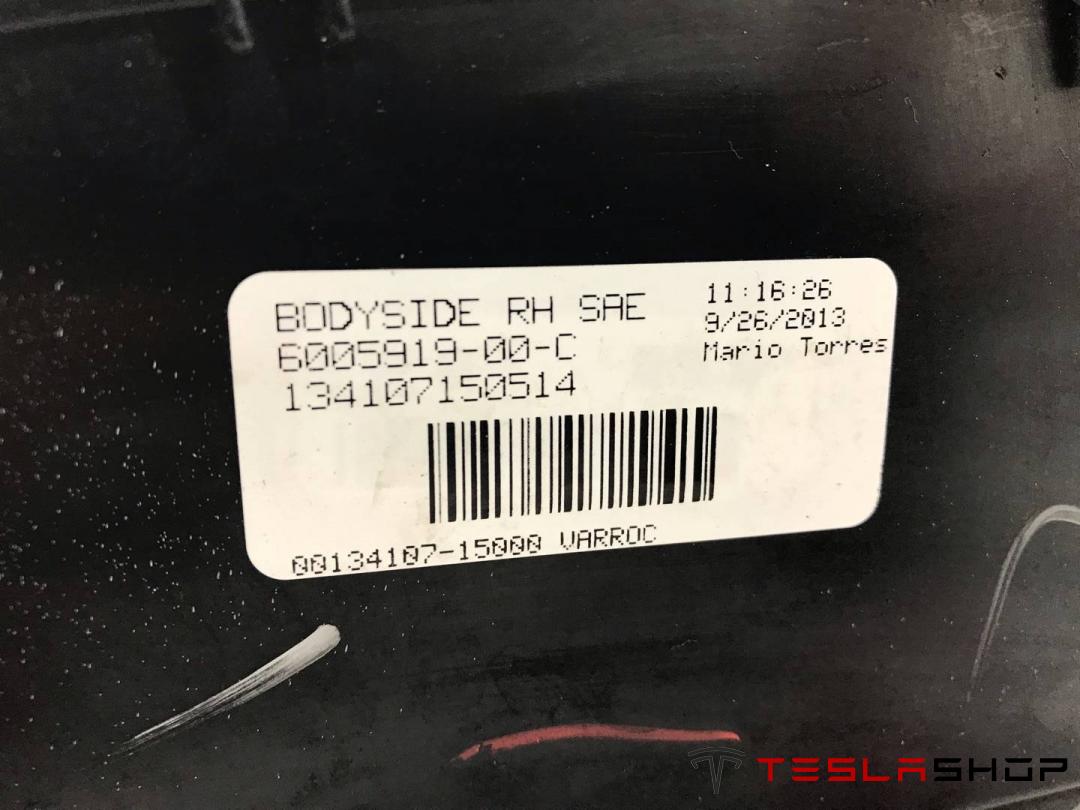 BODYSIDE RH SAE
6005919-00-C
134107150514
11:16:26
9/26/2013
Mario Torres
00134107-15000 VARROC
TESLASHOP